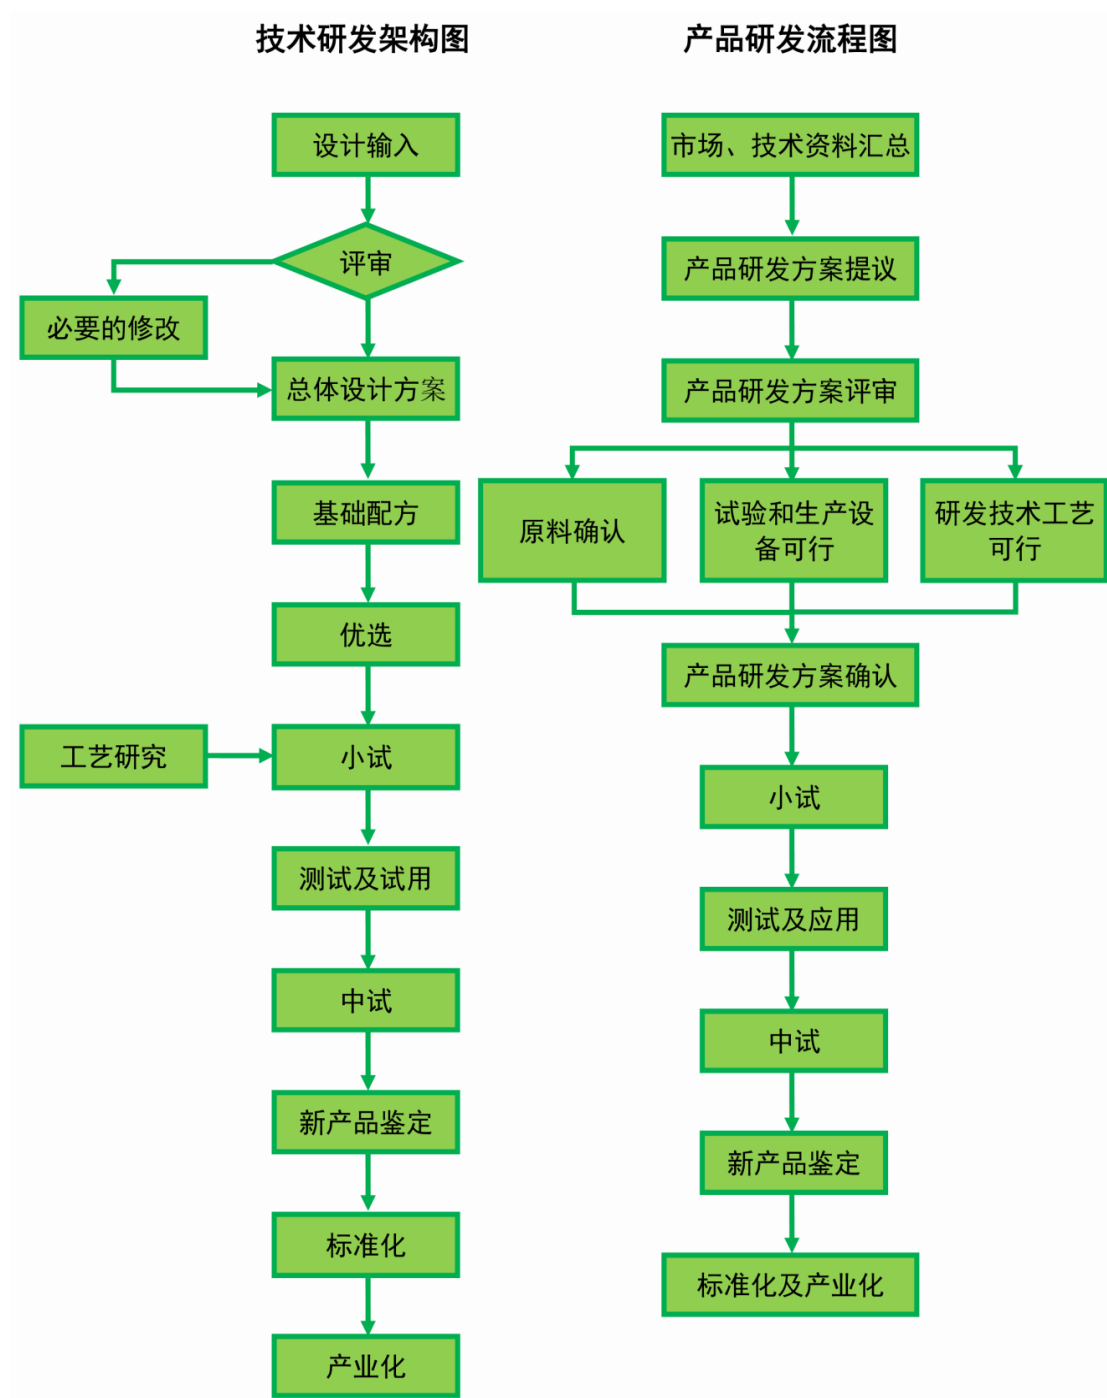 技术研发架构图
设计输入
评审
必要的修改
总体设计方案
基础配方
优选
工艺研究
小试
测试及试用
中试
新产品鉴定
标准化
产业化
产品研发流程图
市场、技术资料汇总
产品研发方案提议
产品研发方案评审
原料确认
试验和生产设
备可行
研发技术工艺
可行
产品研发方案确认
小试
测试及应用
中试
新产品鉴定
标准化及产业化